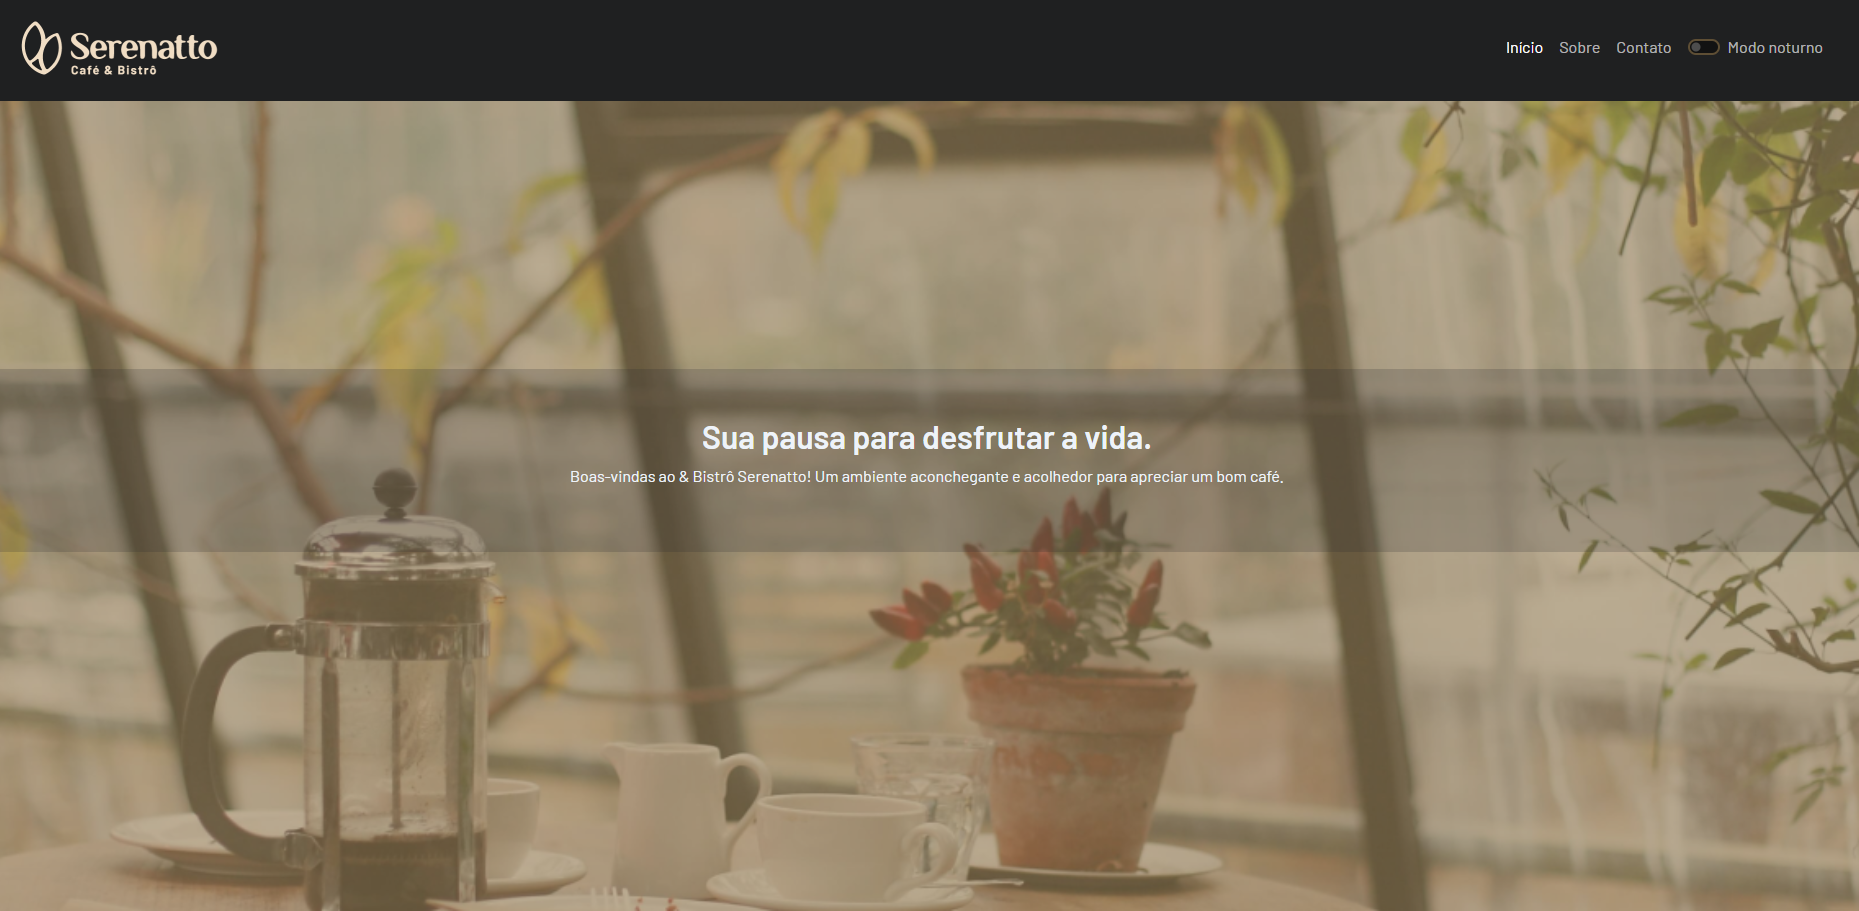 Serenatto
Café & Bistrô
Inicio Sobre Contato Modo noturno
Sua pausa para desfrutar a vida.
Boas-vindas ao & Bistrô Serenatto! Um ambiente aconchegante e acolhedor para apreciar um bom café.